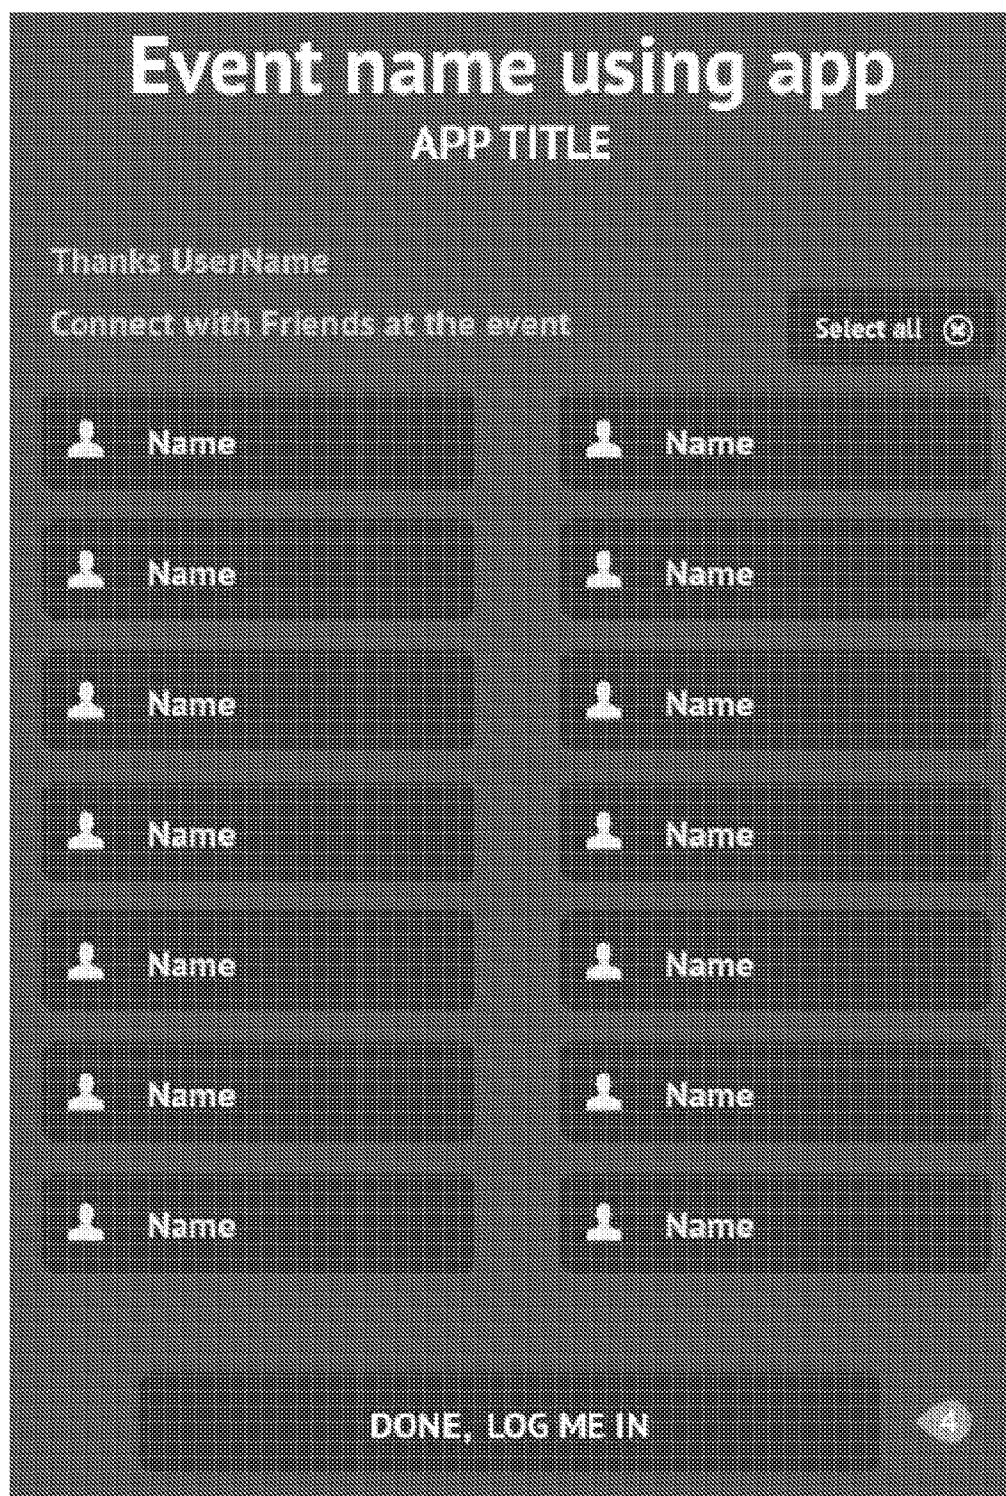 Event name using app
APP TITLE
Thanks UserName
Connect with Friends at the event
Select all
Name Name
Name Name
Name Name
Name Name
Name Name
Name Name
Name Name
DONE, LOG ME IN
4